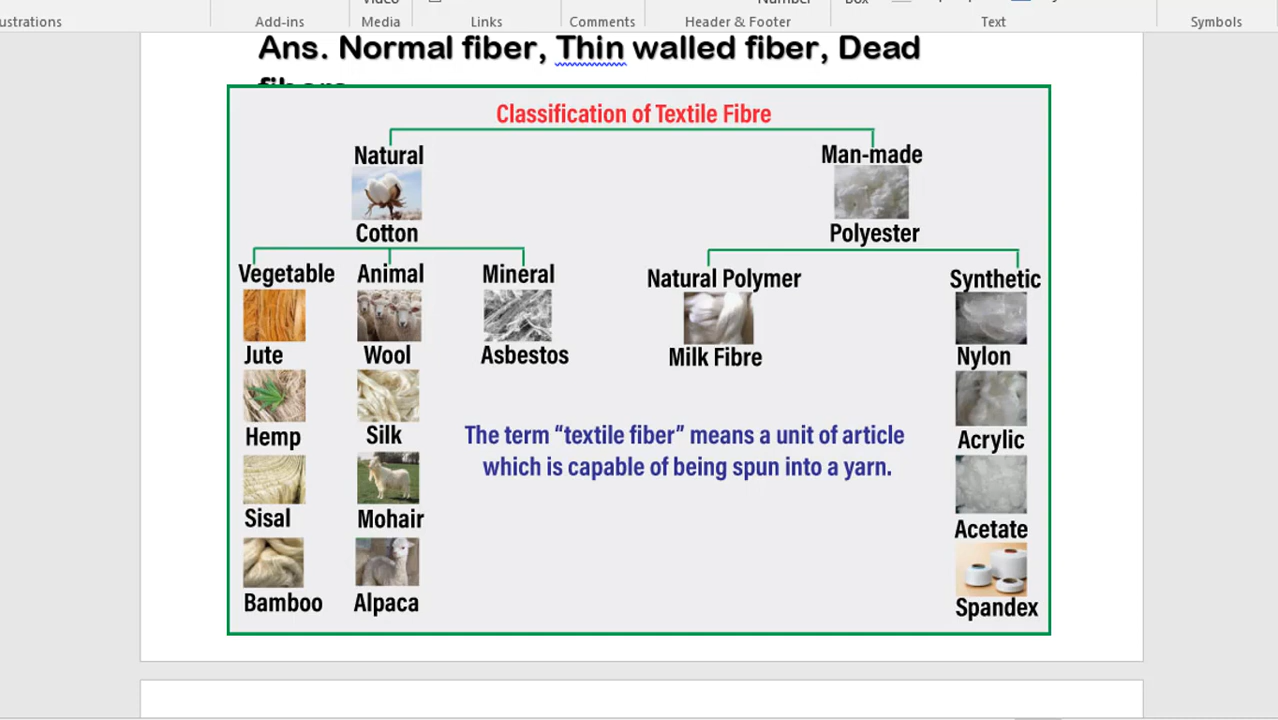 ustrations
Add-ins
Media
Links
Comments
Header & Footer
Text
Symbols
Ans. Normal fiber, Thin walled fiber, Dead
Classification of Textile Fibre
Natural
Man-made
Cotton
Polyester
Vegetable
Animal
Mineral
Natural Polymer
Synthetic
Jute
Wool
Asbestos
Milk Fibre
Nylon
Hemp
Silk
Acrylic
The term “textile fiber” means a unit of article
which is capable of being spun into a yarn.
Sisal
Mohair
Acetate
Bamboo
Alpaca
Spandex